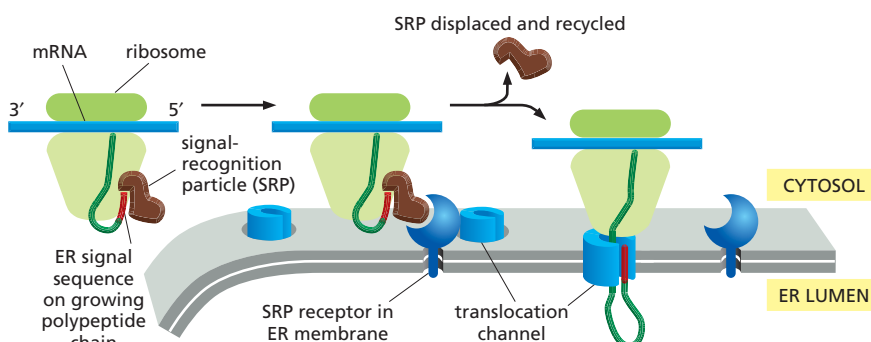 SRP displaced and recycled
mRNA
ribosome
3′
5′
signal-
recognition
particle (SRP)
CYTOSOL
ER signal
sequence
on growing
polypeptide
chain
SRP receptor in
ER membrane
translocation
channel
ER LUMEN